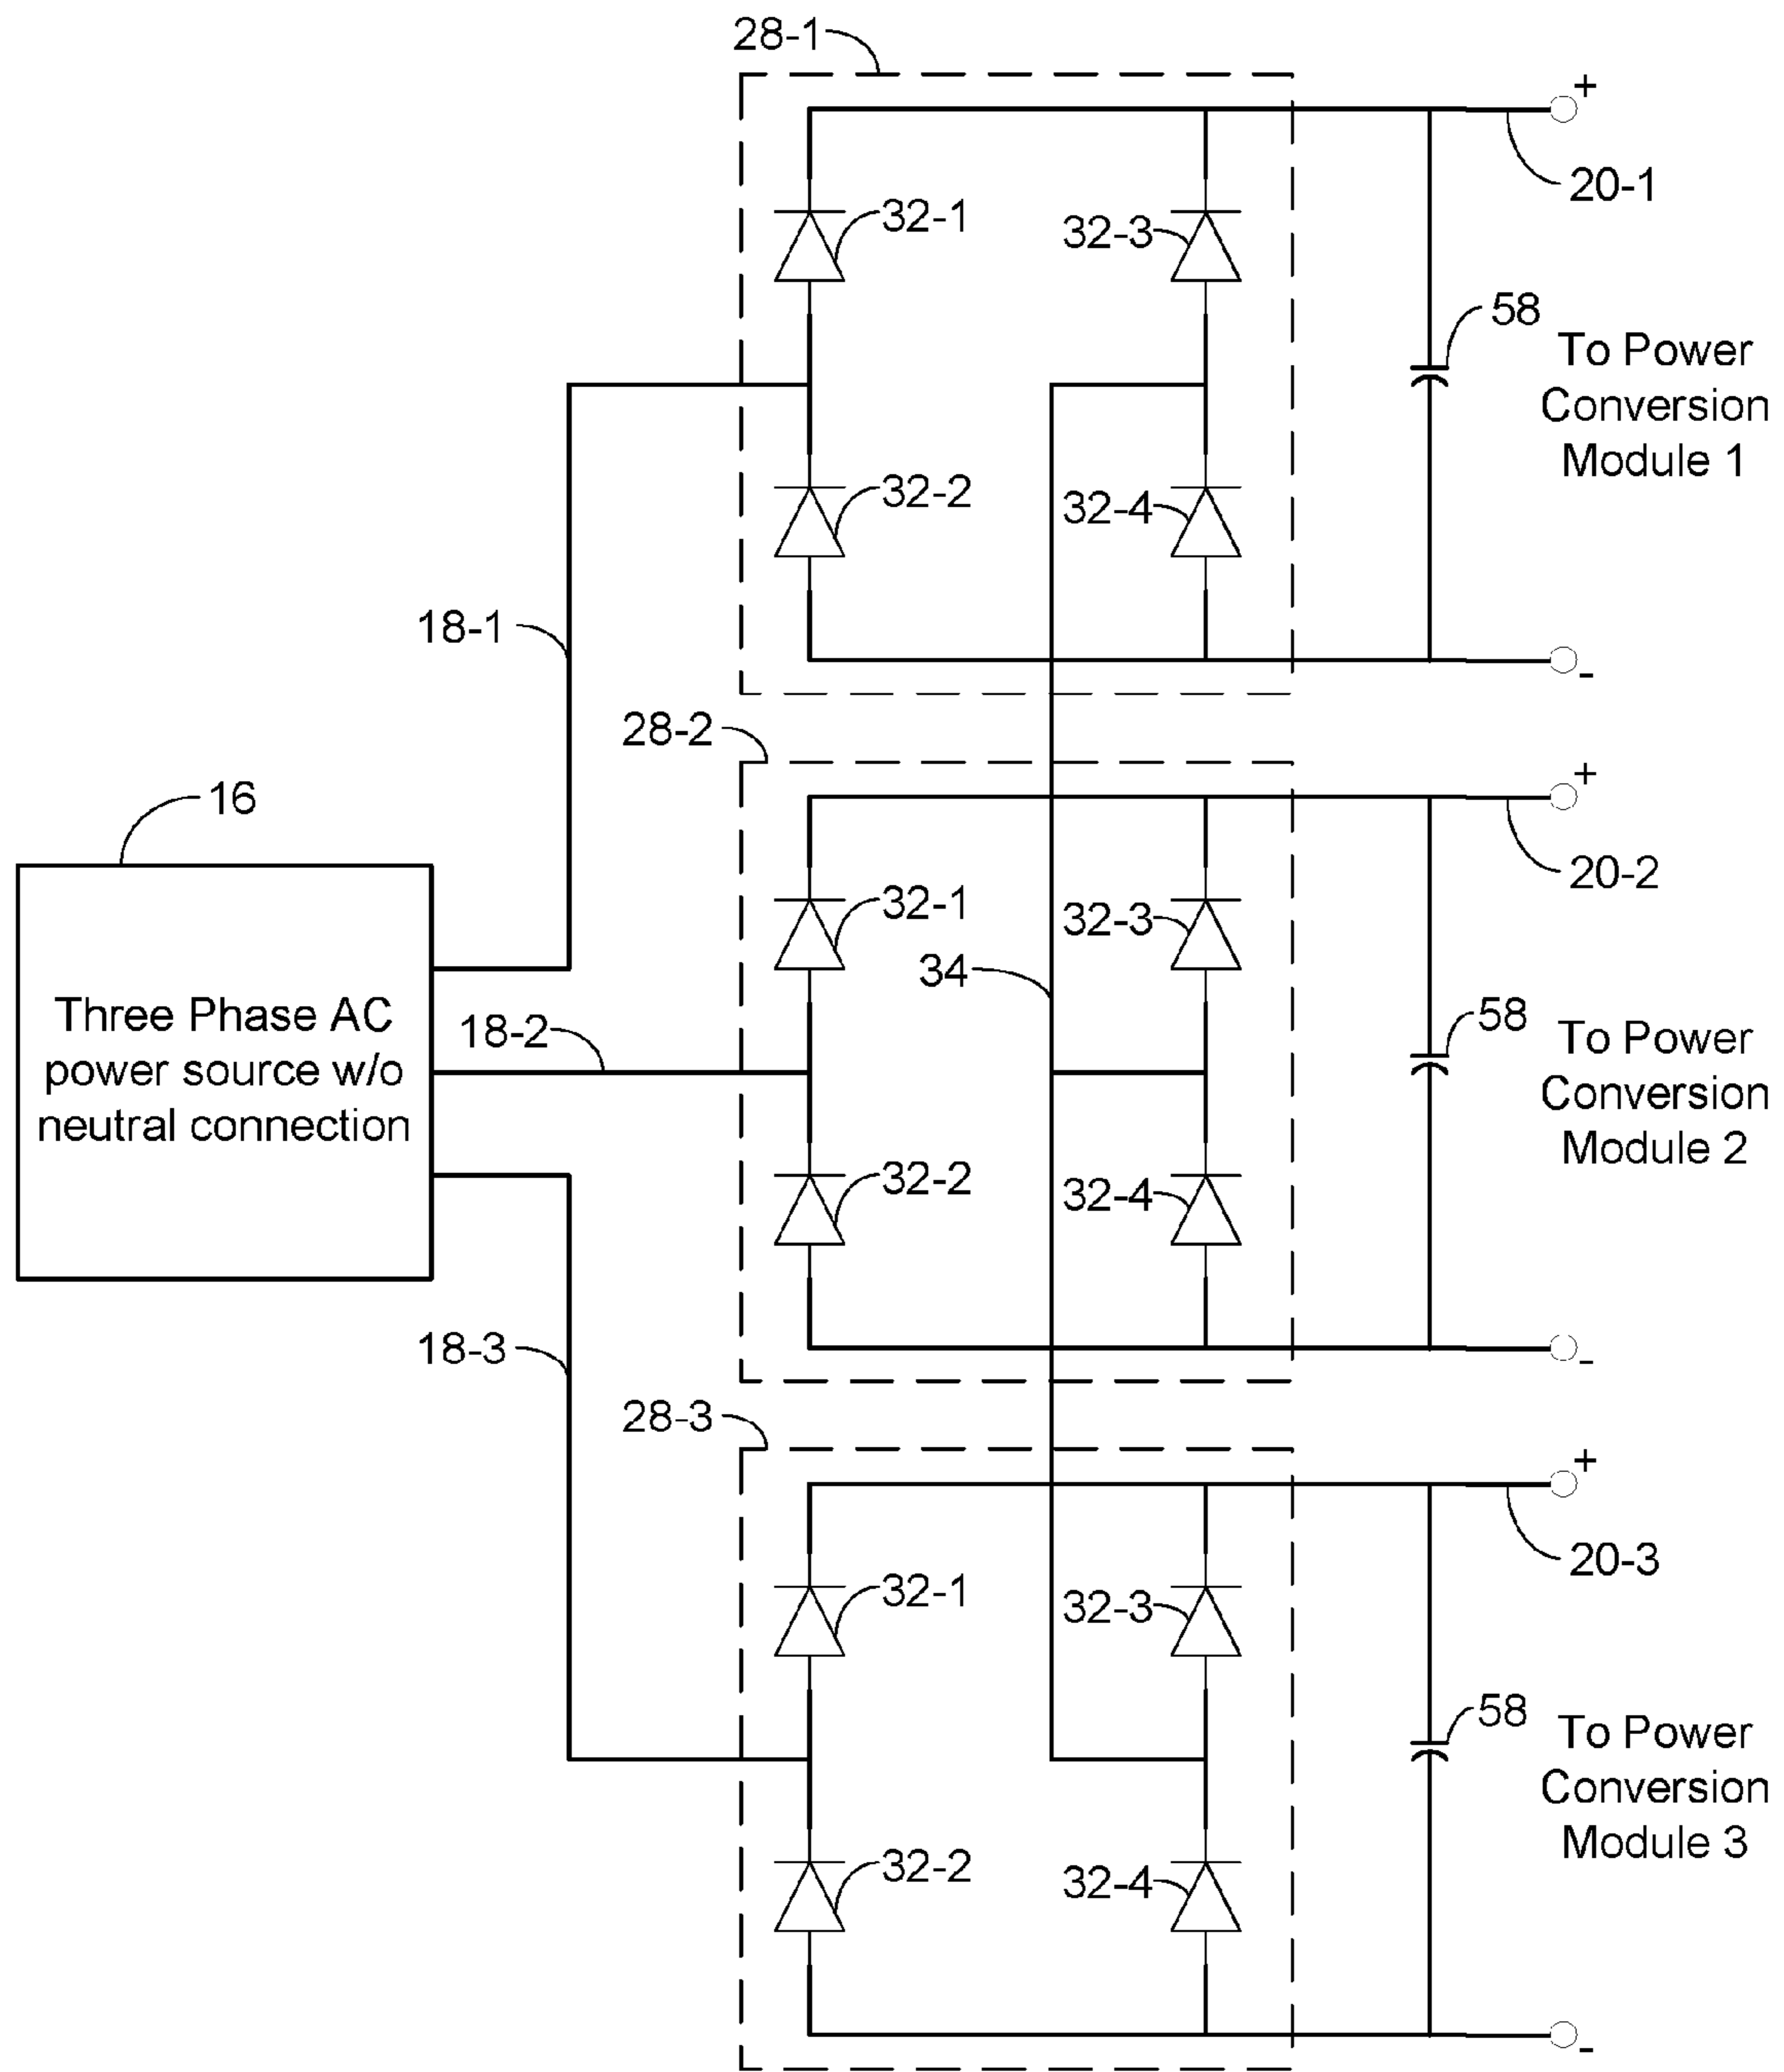 28-1
+
20-1
32-1
32-3
58
To Power
Conversion
Module 1
32-2
32-4
18-1
-
28-2
+
16
20-2
32-1
32-3
34
Three Phase AC
power source w/o
neutral connection
18-2
58
To Power
Conversion
Module 2
32-2
32-4
18-3
-
28-3
+
20-3
32-1
32-3
58
To Power
Conversion
Module 3
32-2
32-4
-